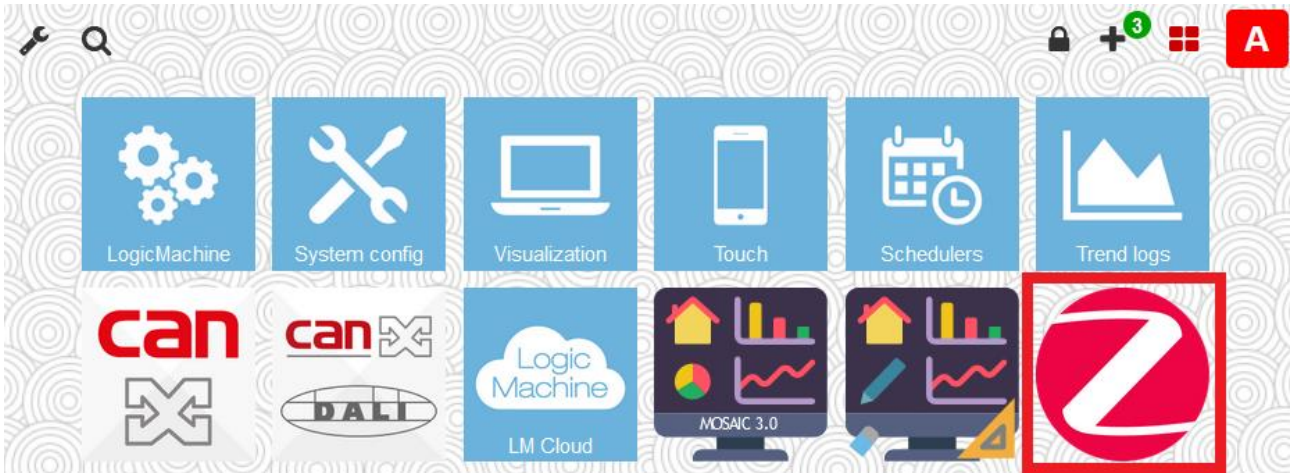 3
A
LogicMachine
System config
Visualization
Touch
Schedulers
Trend logs
can
can
DALI
Logic
Machine
LM Cloud
MOSAIC 3.0
Z